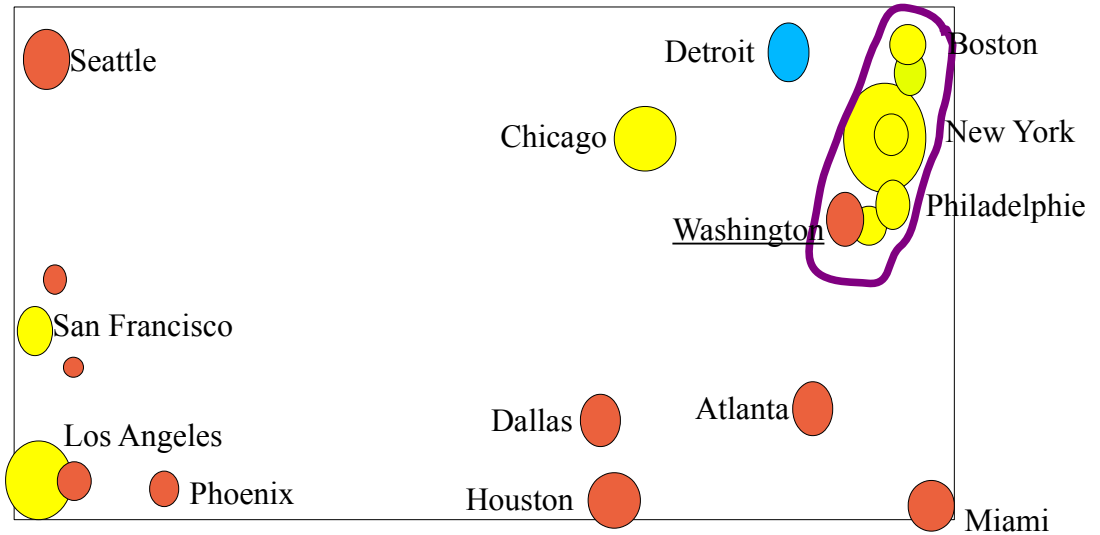 Detroit
Boston
Seattle
Chicago
New York
Philadelphie
Washington
San Francisco
Los Angeles
Dallas
Atlanta
Phoenix
Houston
Miami